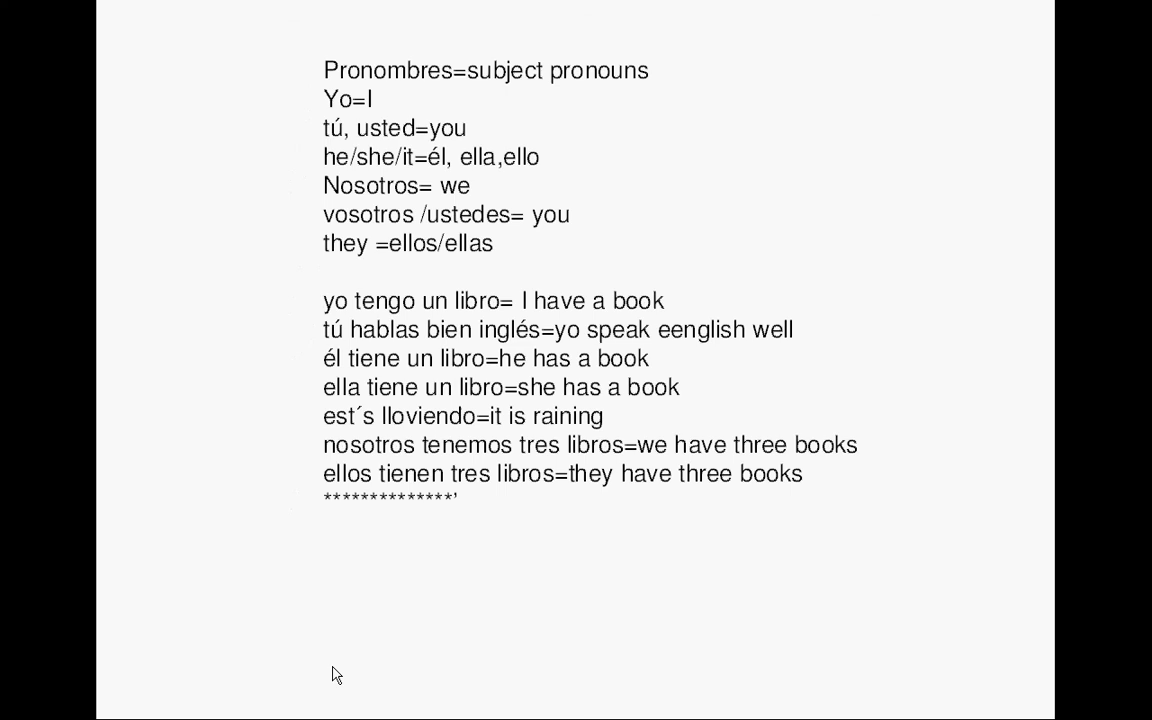 Pronombres=subject pronouns
Yo=I
tú, usted=you
he/she/it=él, ella,ello
Nosotros= we
vosotros /ustedes= you
they =ellos/ellas
yo tengo un libro= I have a book
tú hablas bien inglés=yo speak eenglish well
él tiene un libro=he has a book
ella tiene un libro=she has a book
est´s lloviendo=it is raining
nosotros tenemos tres libros=we have three books
ellos tienen tres libros=they have three books
**************'